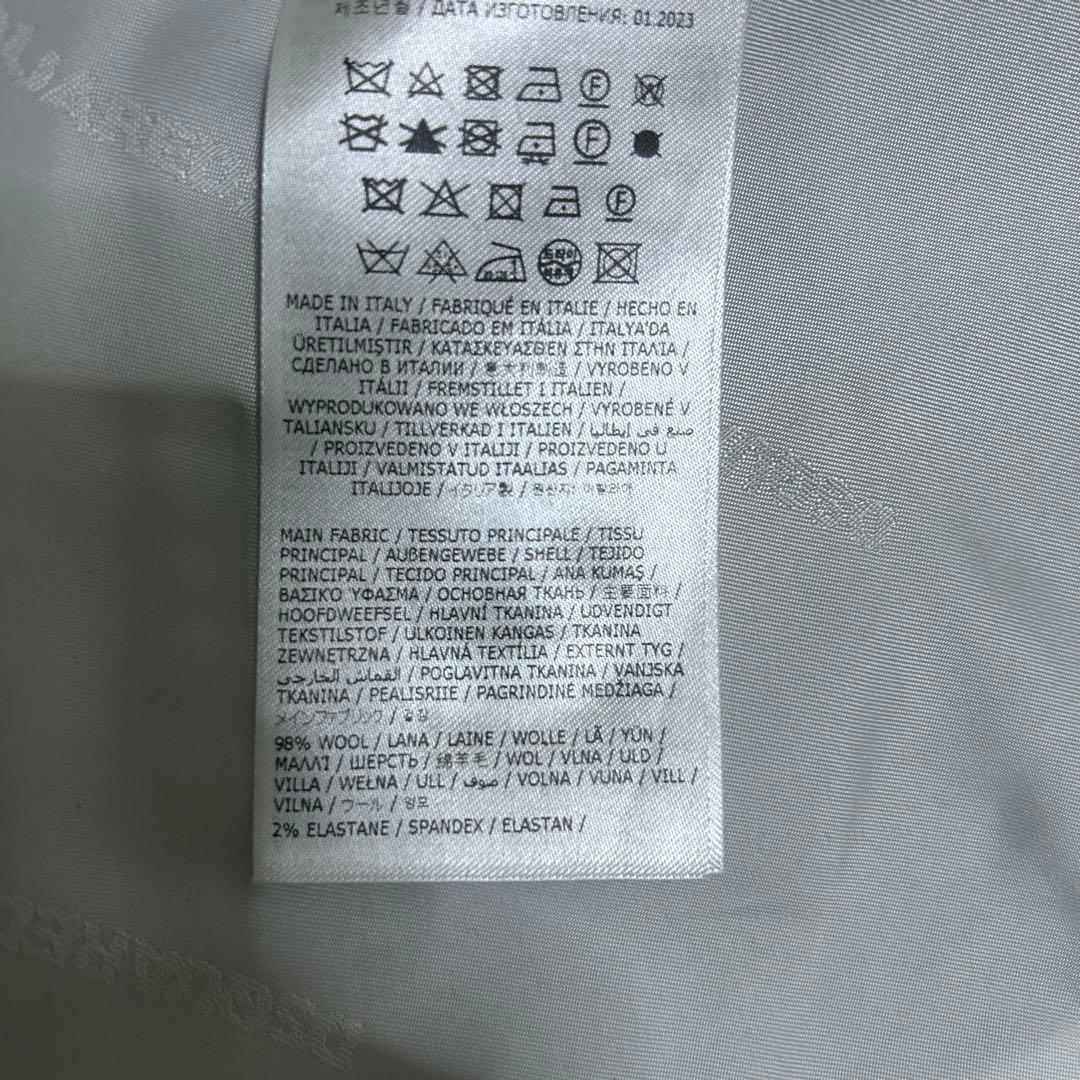 제조년월 / ДАТА ИЗГОТОВЛЕНИЯ: 01.2023
MADE IN ITALY / FABRIQUÉ EN ITALIE / HECHO EN
ITALIA / FABRICADO EM ITÁLIA / ITALYA'DA
ÜRETILMIŞTIR / ΚΑΤΑΣΚΕΥΑΣΘΕΝ ΣΤΗΝ ΙΤΑΛΙΑ /
СДЕЛАНО В ИТАЛИИ / 意大利制造 / VYROBENO V
ITÁLII / FREMSTILLET I ITALIEN /
WYPRODUKOWANO WE WŁOSZECH / VYROBENÉ V
TALIANSKU / TILLVERKAD I ITALIEN / صنع في إيطاليا
/ PROIZVEDENO V ITALIJI / PROIZVEDENO U
ITALIJI / VALMISTATUD ITAALIAS / PAGAMINTA
ITALIJOJE / イタリア製 / 원산지: 이탈리아
MAIN FABRIC / TESSUTO PRINCIPALE / TISSU
PRINCIPAL / AUßENGEWEBE / SHELL / TEJIDO
PRINCIPAL / TECIDO PRINCIPAL / ANA KUMAŞ /
ΒΑΣΙΚΌ ΎΦΑΣΜΑ / ОСНОВНАЯ ТКАНЬ / 主要面料 /
HOOFDWEEFSEL / HLAVNÍ TKANINA / UDVENDIGT
TEKSTILSTOF / ULKOINEN KANGAS / TKANINA
ZEWNĘTRZNA / HLAVNÁ TEXTÍLIA / EXTERNT TYG /
القماش الخارجي / POGLAVITNA TKANINA / VANJSKA
TKANINA / PEALISRIIE / PAGRINDINĖ MEDŽIAGA /
メインファブリック / 겉감
98% WOOL / LANA / LAINE / WOLLE / LÃ / YÜN /
ΜΑΛΛΊ / ШЕРСТЬ / 绵羊毛 / WOL / VLNA / ULD /
VILLA / WEŁNA / ULL / صوف / VOLNA / VUNA / VILL /
VILNA / ウール / 양모
2% ELASTANE / SPANDEX / ELASTAN /